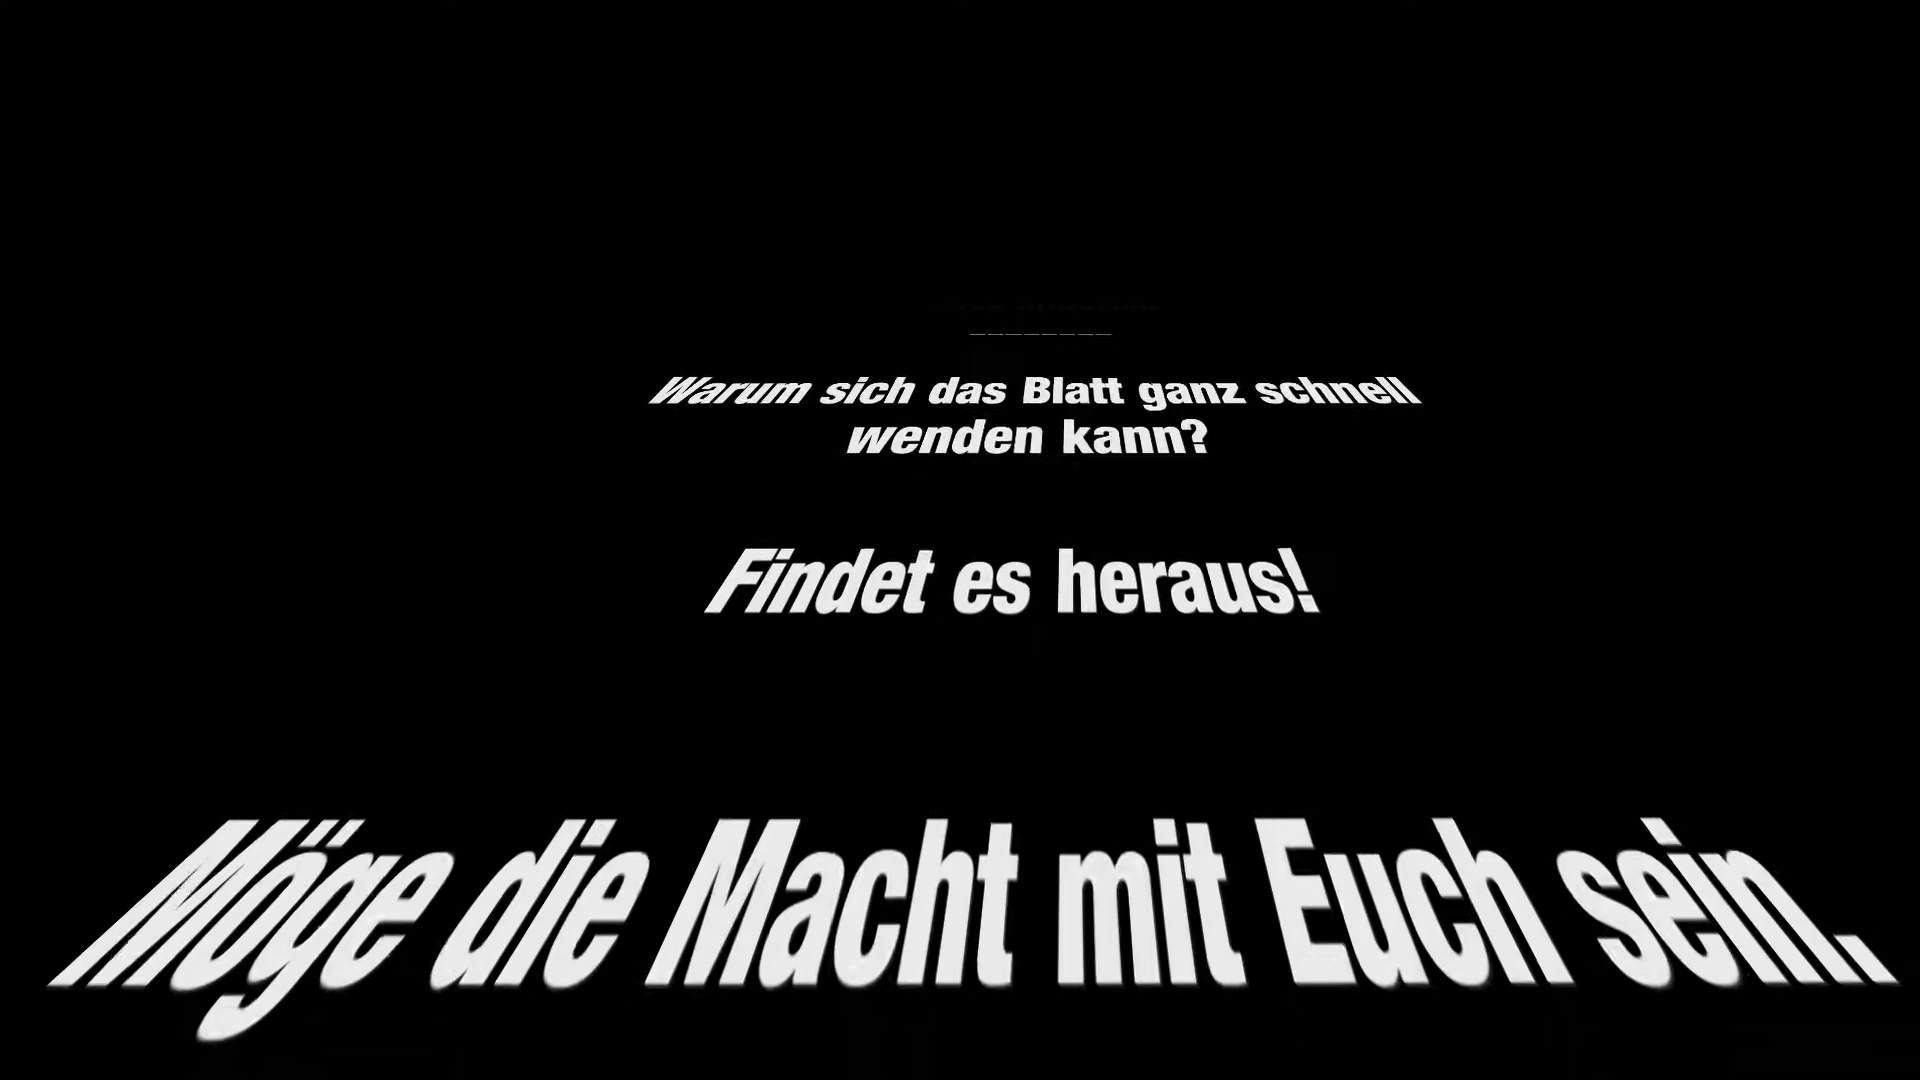 Warum sich das Blatt ganz schnell
wenden kann?
Findet es heraus!
Möge die Macht mit Euch sein.